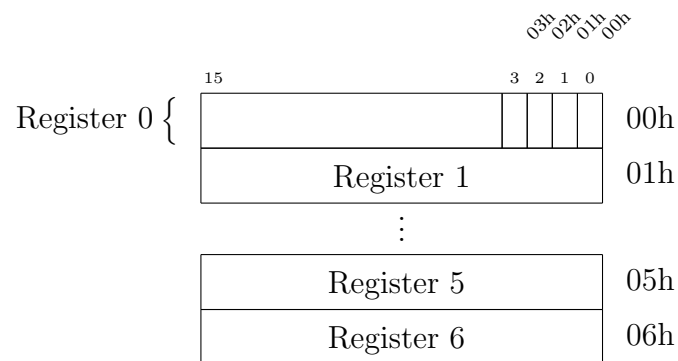 03h 02h 01h 00h
15 3 2 1 0
Register 0 { 00h
Register 1 01h
⋮
Register 5 05h
Register 6 06h